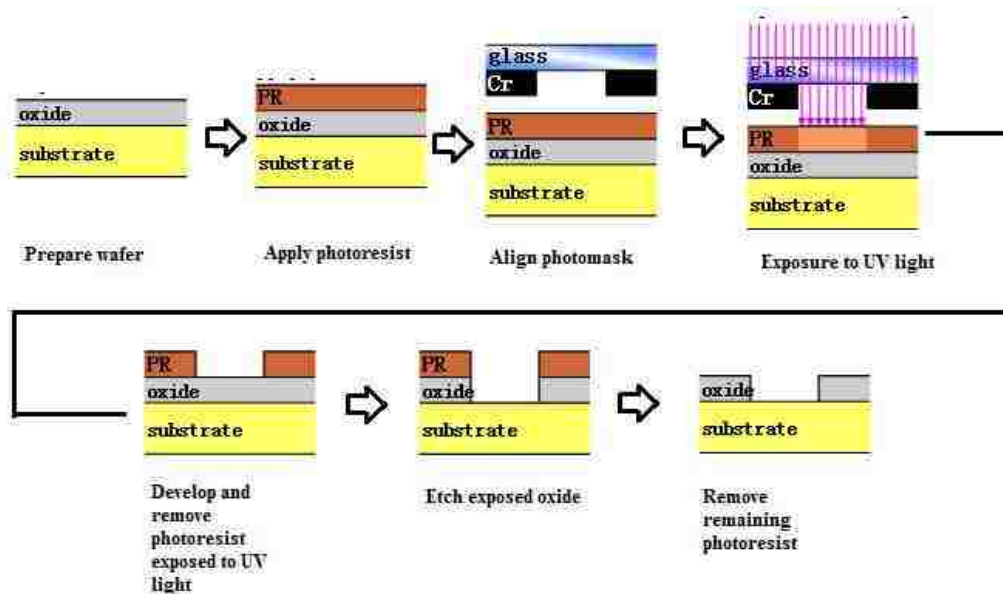 oxide
substrate
Prepare wafer
PR
oxide
substrate
Apply photoresist
glass
Cr
PR
oxide
substrate
Align photomask
glass
Cr
PR
oxide
substrate
Exposure to UV light
PR
oxide
substrate
Develop and
remove
photoresist
exposed to UV
light
PR
oxide
substrate
Etch exposed oxide
oxide
substrate
Remove
remaining
photoresist